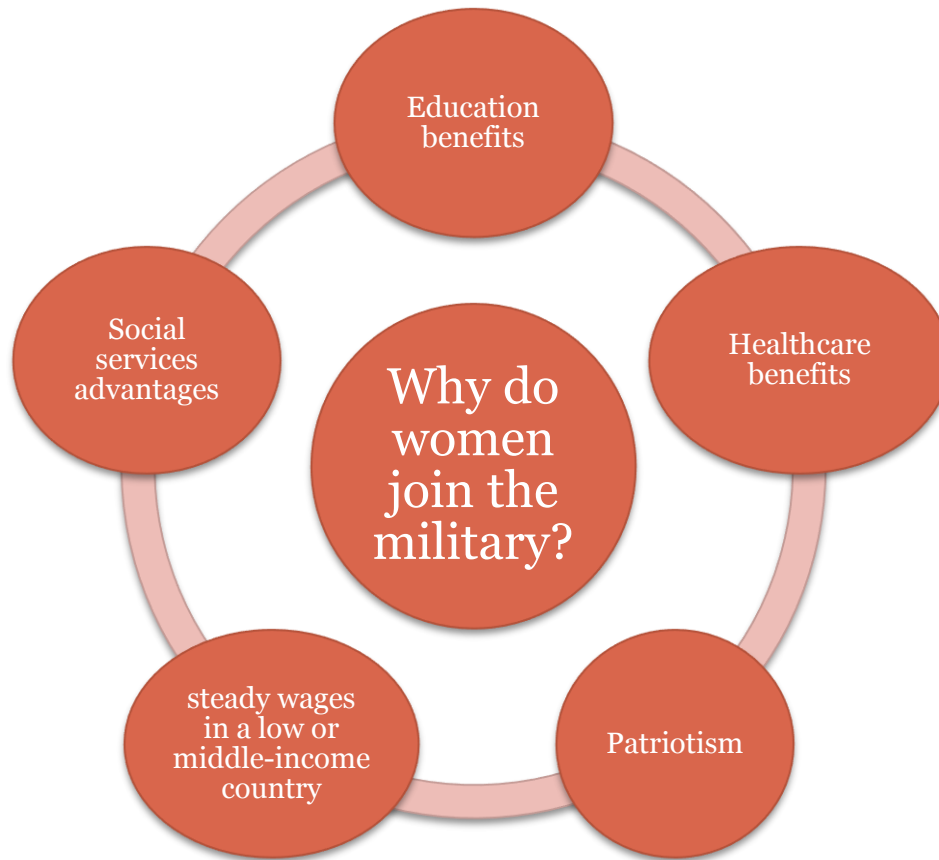 Education
benefits
Healthcare
benefits
Patriotism
steady wages
in a low or
middle-income
country
Social
services
advantages
Why do
women
join the
military?